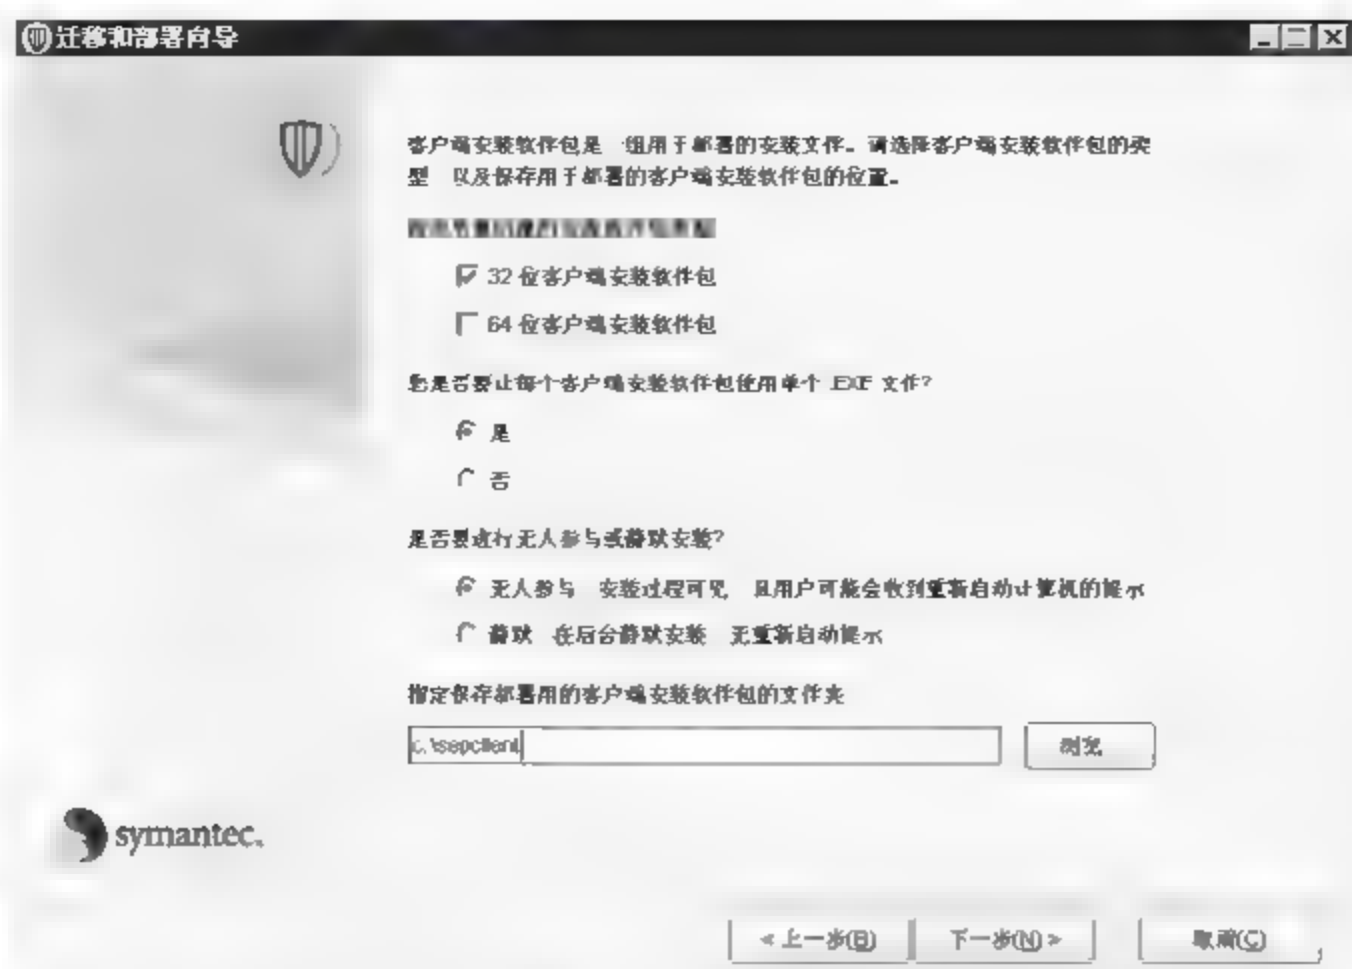 迁移和部署向导
客户端安装软件包是一组用于部署的安装文件。请选择客户端安装软件包的类
型 以及保存用于部署的客户端安装软件包的位置。
32 位客户端安装软件包
64 位客户端安装软件包
您是否要让每个客户端安装软件包使用单个 .EXE 文件?
是
否
是否要进行无人参与或静默安装?
无人参与 安装过程可见, 且用户可能会收到重新启动计算机的提示
静默 在后台静默安装 无重新启动提示
指定保存部署用的客户端安装软件包的文件夹
c:\sepclient
浏览
symantec.
< 上一步(B)
下一步(N) >
取消(C)